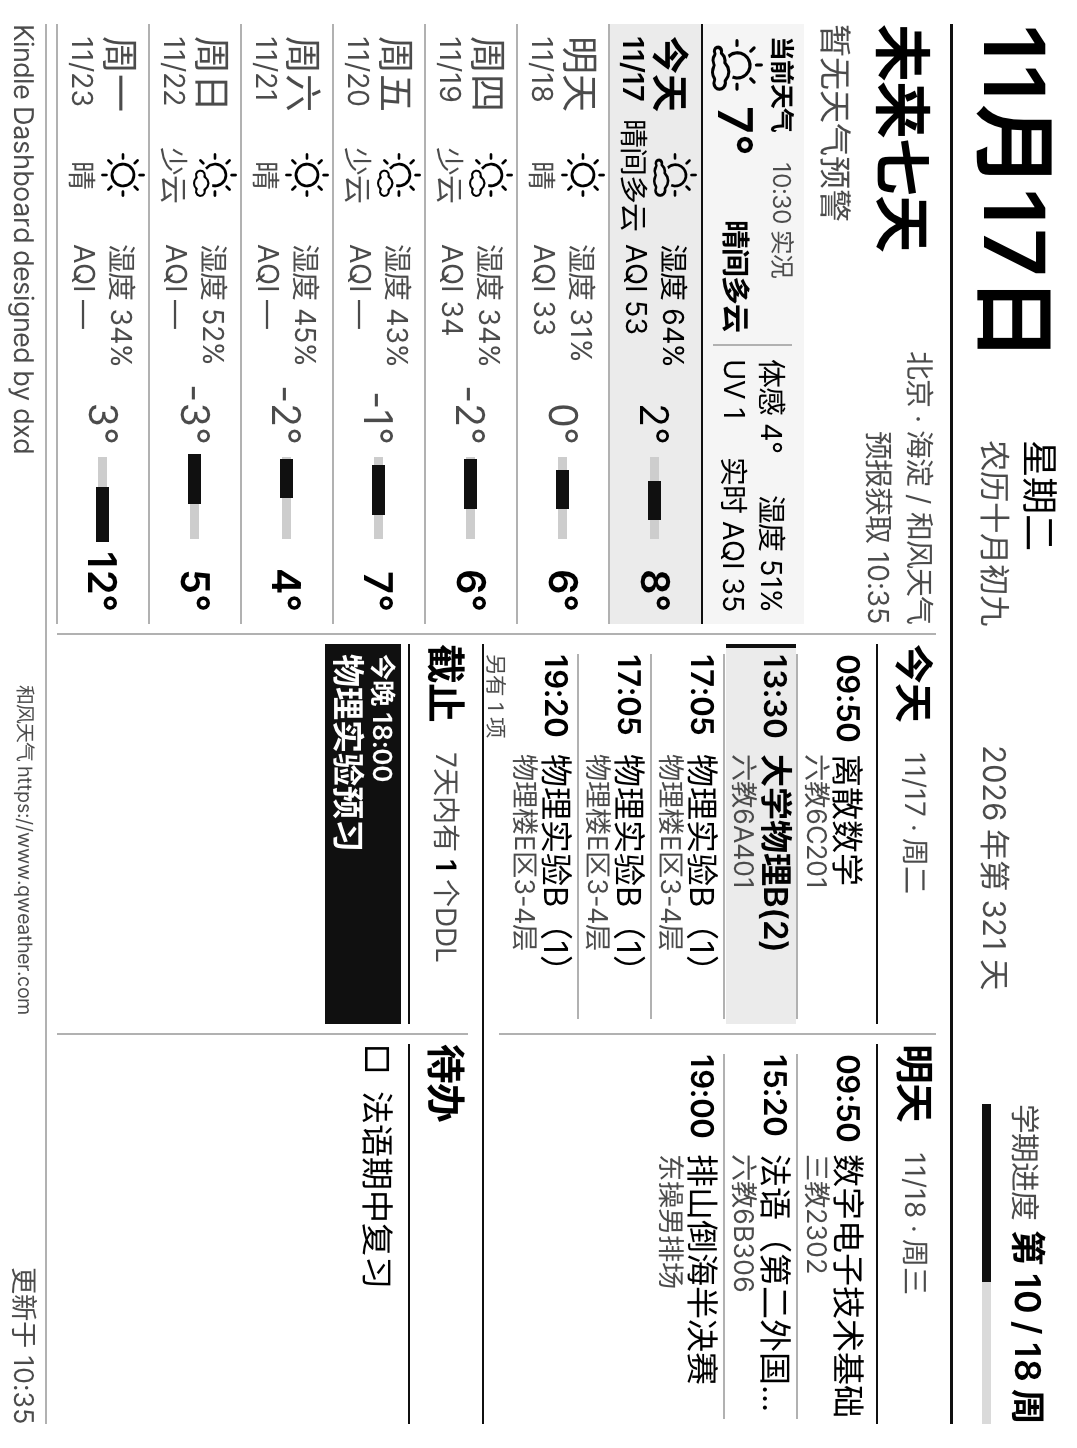 11月17日
星期二
农历十月初九
2026 年第 321 天
学期进度 第 10 / 18 周
未来七天
北京 · 海淀 / 和风天气
预报获取 10:35
暂无天气预警
当前天气 10:30 实况
7° 晴间多云
体感 4° 湿度 51%
UV 1 实时 AQI 35
今天 11/17 晴间多云 湿度 64% AQI 53 2° 8°
明天 11/18 晴 湿度 31% AQI 33 0° 6°
周四 11/19 少云 湿度 34% AQI 34 -2° 6°
周五 11/20 少云 湿度 43% AQI — -1° 7°
周六 11/21 晴 湿度 45% AQI — -2° 4°
周日 11/22 少云 湿度 52% AQI — -3° 5°
周一 11/23 晴 湿度 34% AQI — 3° 12°
今天 11/17 · 周二
09:50 离散数学
六教6C201
13:30 大学物理B(2)
六教6A401
17:05 物理实验B（1）
物理楼E区3-4层
17:05 物理实验B（1）
物理楼E区3-4层
19:20 物理实验B（1）
物理楼E区3-4层
另有 1 项
明天 11/18 · 周三
09:50 数字电子技术基础
三教2302
15:20 法语（第二外国…
六教6B306
19:00 排山倒海半决赛
东操男排场
截止 7天内有 1 个DDL
今晚 18:00
物理实验预习
待办
法语期中复习
Kindle Dashboard designed by dxd
和风天气 https://www.qweather.com
更新于 10:35